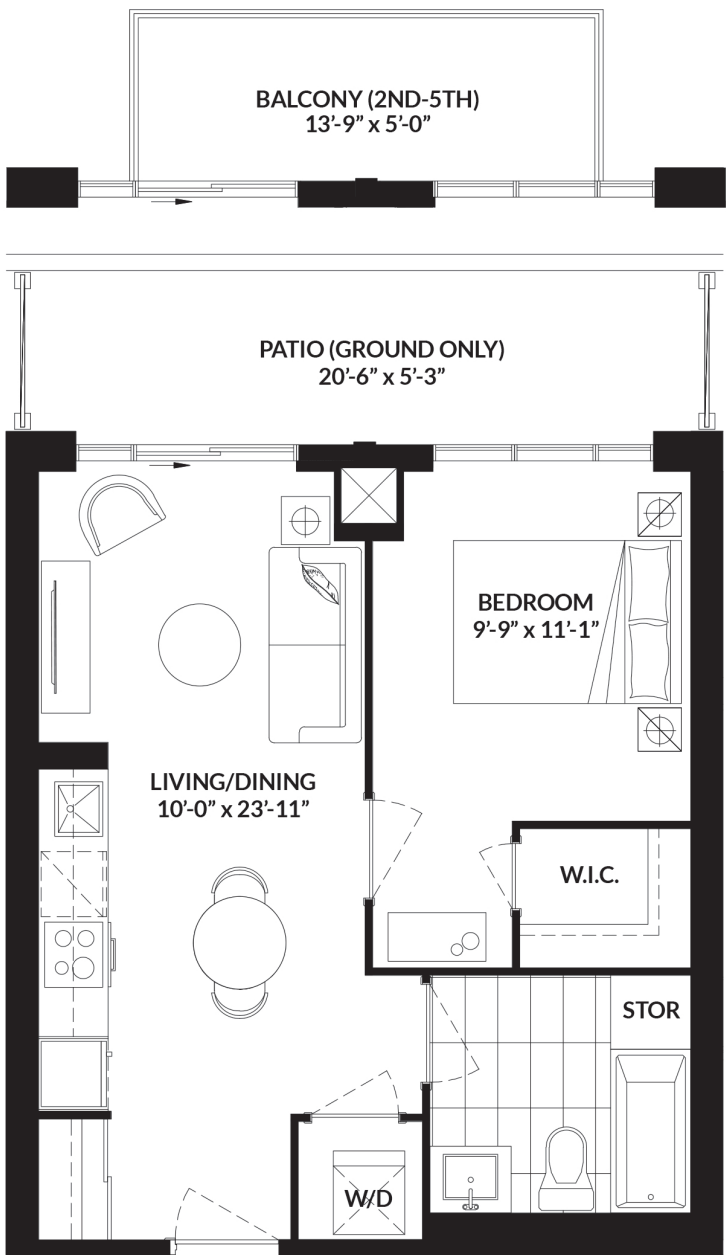 BALCONY (2ND-5TH)
13’-9” x 5’-0”
PATIO (GROUND ONLY)
20’-6” x 5’-3”
BEDROOM
9’-9” x 11’-1”
LIVING/DINING
10’-0” x 23’-11”
W.I.C.
STOR
W/D